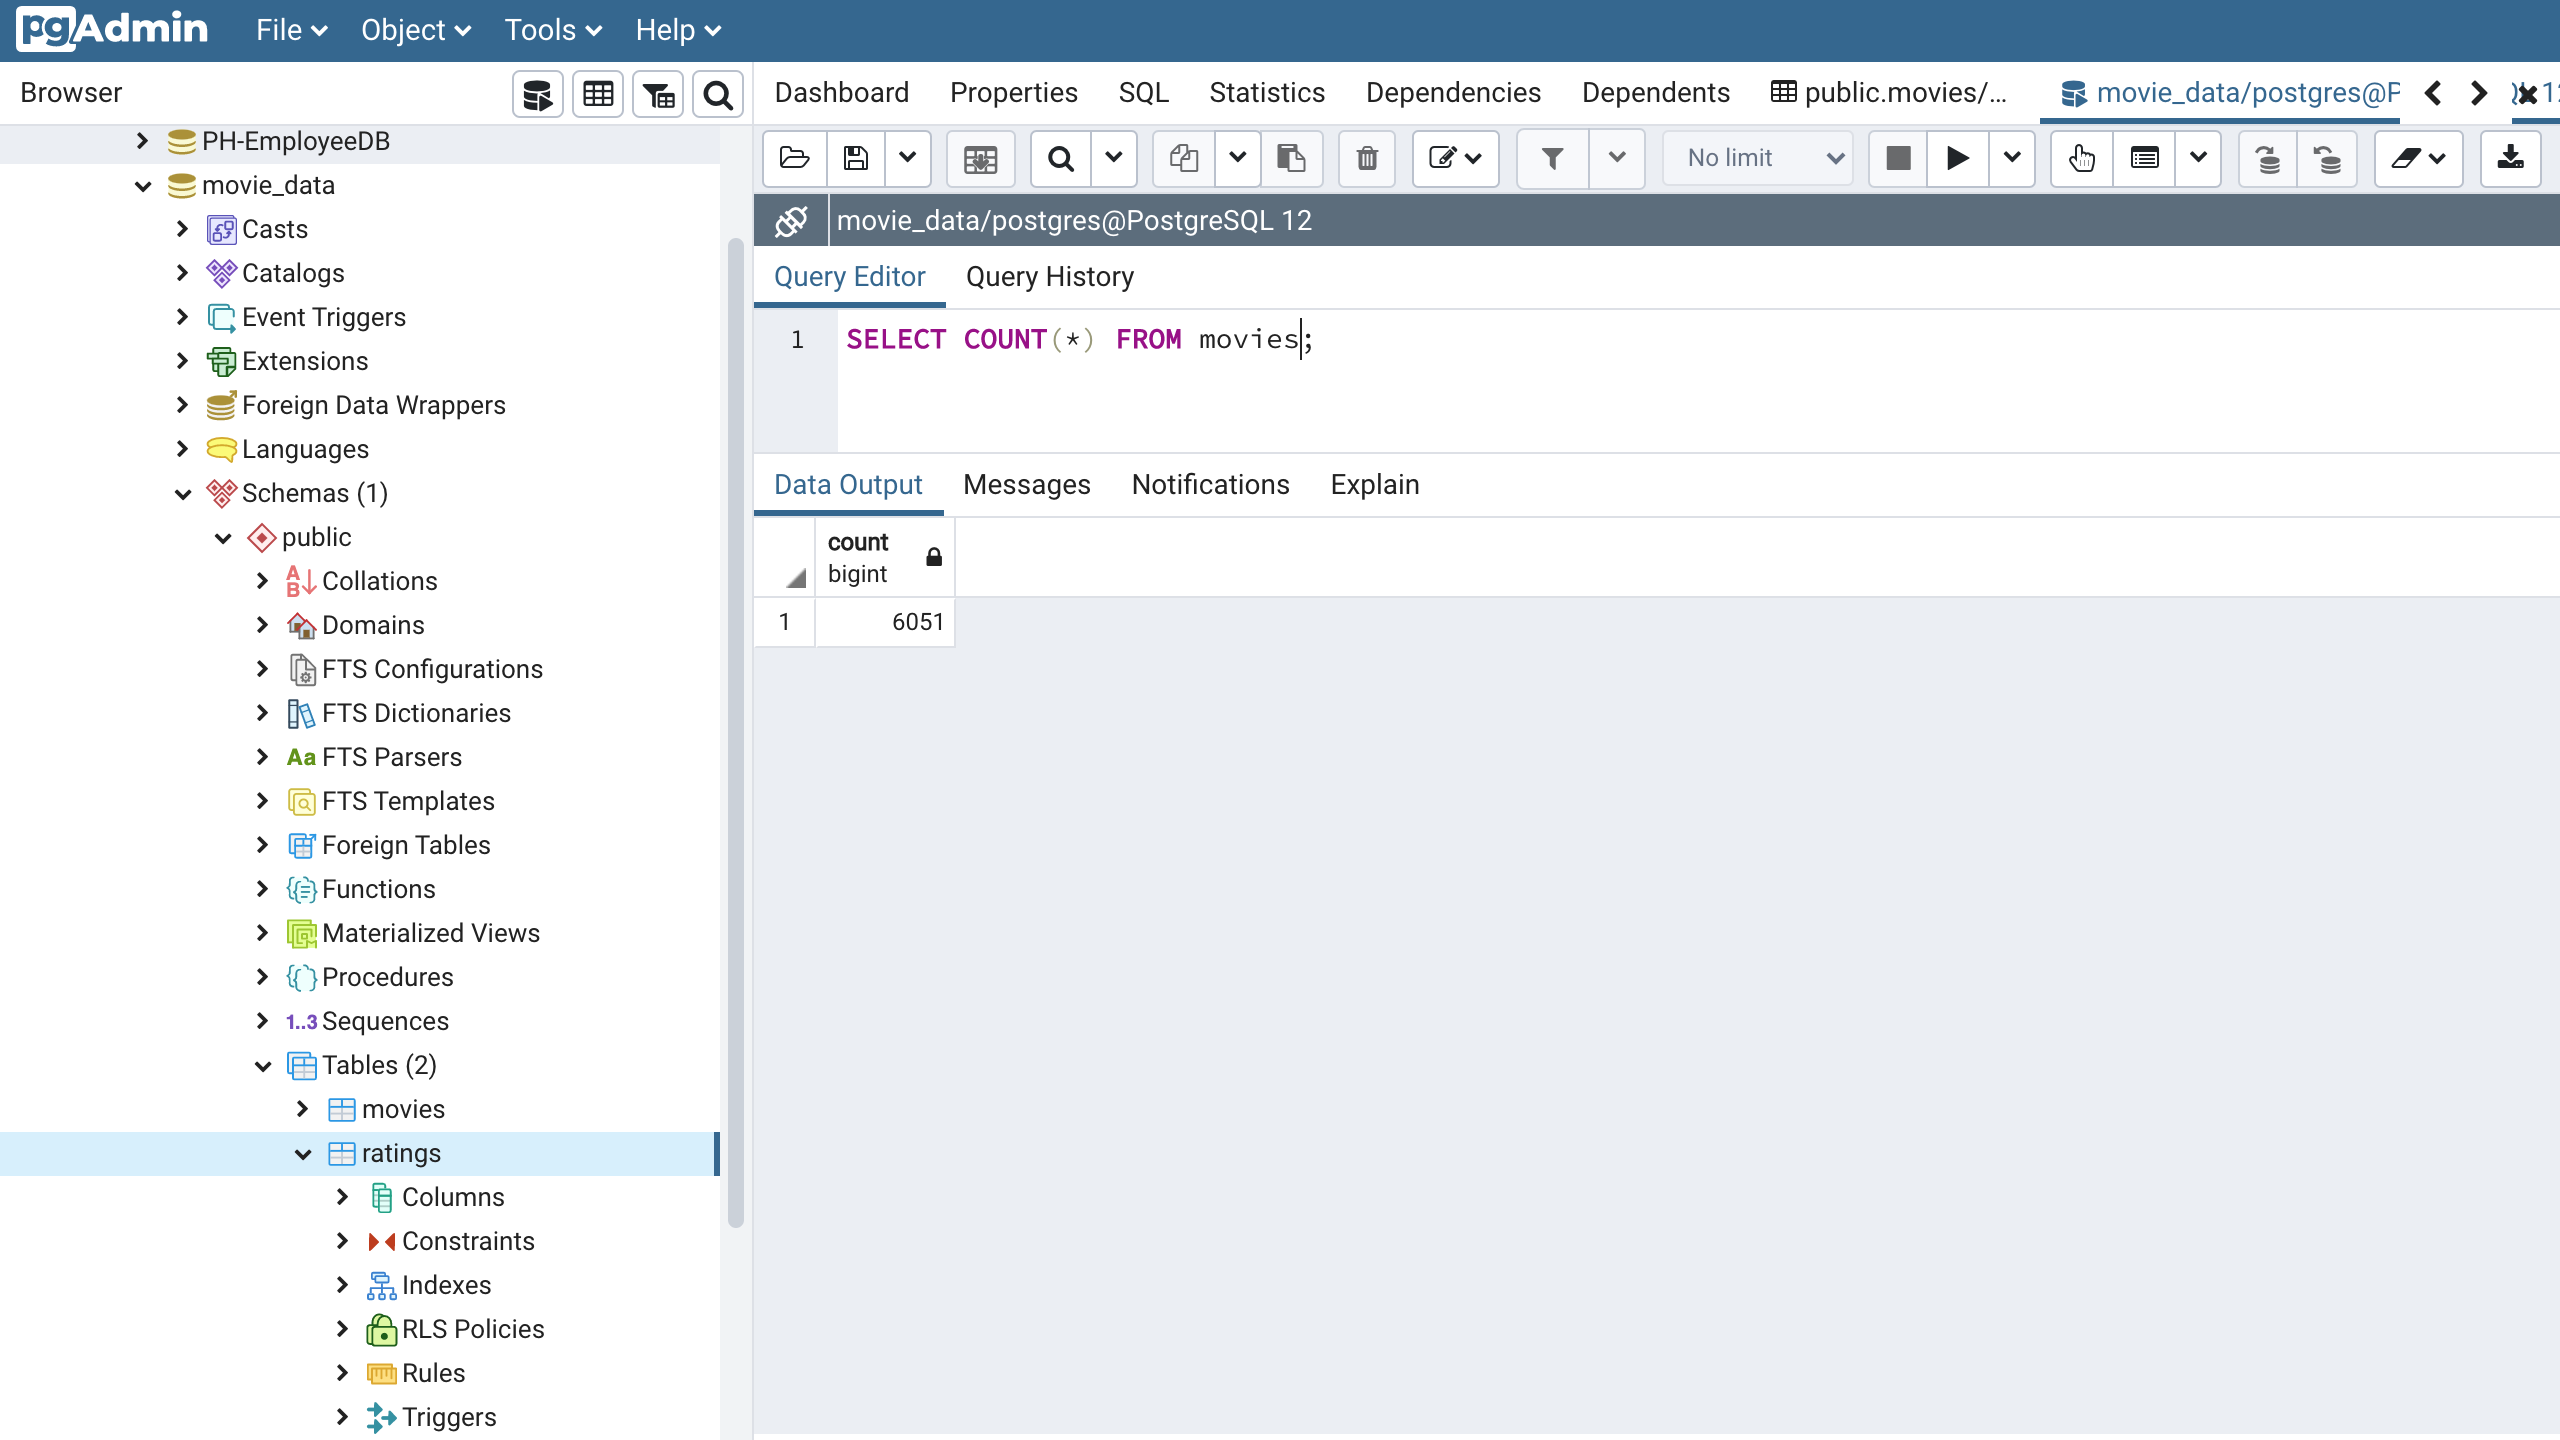 pgAdmin File Object Tools Help
Browser
Dashboard Properties SQL Statistics Dependencies Dependents public.movies/... movie_data/postgres@P 12
No limit
movie_data/postgres@PostgreSQL 12
Query Editor Query History
1 SELECT COUNT(*) FROM movies;
Data Output Messages Notifications Explain
count
bigint
1 6051
PH-EmployeeDB
movie_data
Casts
Catalogs
Event Triggers
Extensions
Foreign Data Wrappers
Languages
Schemas (1)
public
Collations
Domains
FTS Configurations
FTS Dictionaries
Aa FTS Parsers
FTS Templates
Foreign Tables
Functions
Materialized Views
Procedures
1..3 Sequences
Tables (2)
movies
ratings
Columns
Constraints
Indexes
RLS Policies
Rules
Triggers